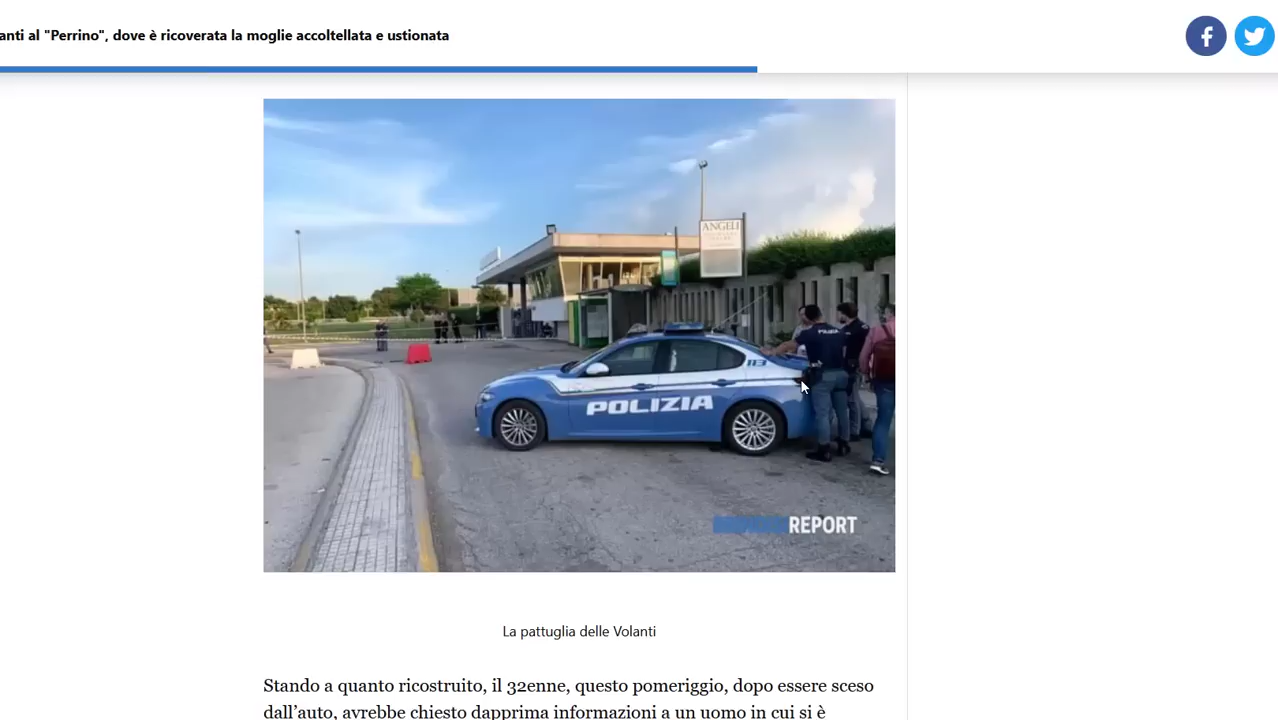 anti al "Perrino", dove è ricoverata la moglie accoltellata e ustionata
ANGELI
113
POLIZIA
POLIZIA
REPORT
La pattuglia delle Volanti
Stando a quanto ricostruito, il 32enne, questo pomeriggio, dopo essere sceso
dall'auto, avrebbe chiesto dapprima informazioni a un uomo in cui si è